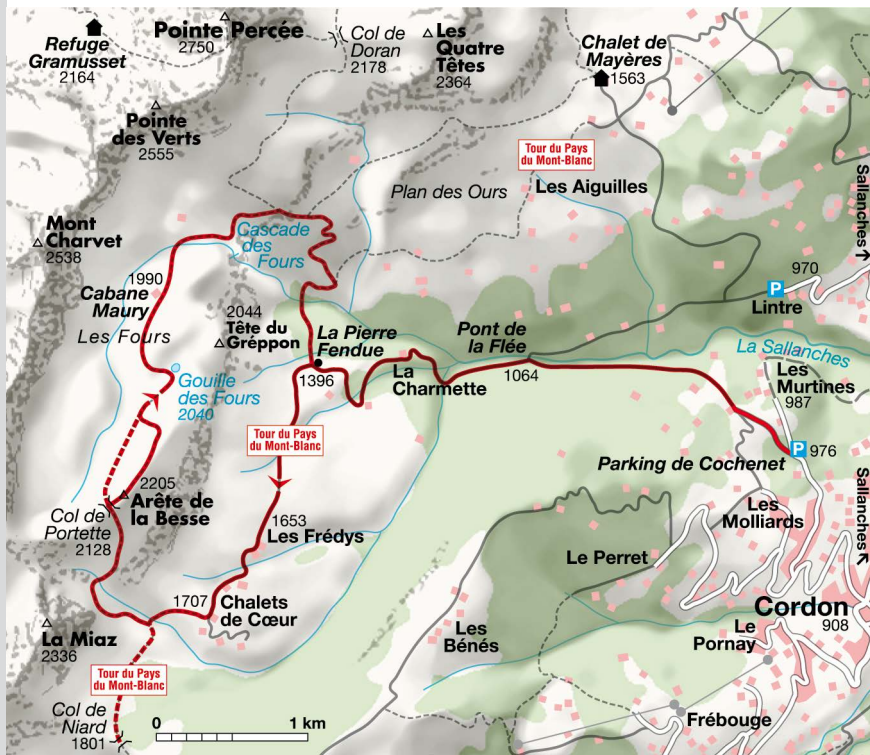 Refuge
Gramusset
2164
Pointe Percée
2750
Col de
Doran
2178
Les
Quatre
Têtes
2364
Chalet de
Mayères
1563
Pointe
des Verts
2555
Tour du Pays
du Mont-Blanc
Les Aiguilles
Plan des Ours
Sallanches
Mont
Charvet
2538
Cascade
des
Fours
1990
Cabane
Maury
Les Fours
2044
Tête du
Gréppon
La Pierre
Fendue
1396
Pont de
la Flée
1064
970
P
Lintre
La Sallanches
La
Charmette
Les
Murtines
987
Gouille
des Fours
2040
Tour du Pays
du Mont-Blanc
P
976
Parking de Cochenet
Sallanches
2205
Arête de
la Besse
Col de
Portette
2128
1653
Les Frédys
Les
Molliards
Le Perret
1707
Chalets
de Cœur
La Miaz
2336
Les
Bénés
Cordon
908
Le
Pornay
Tour du Pays
du Mont-Blanc
Col de
Niard
1801
0
1 km
Frébouge